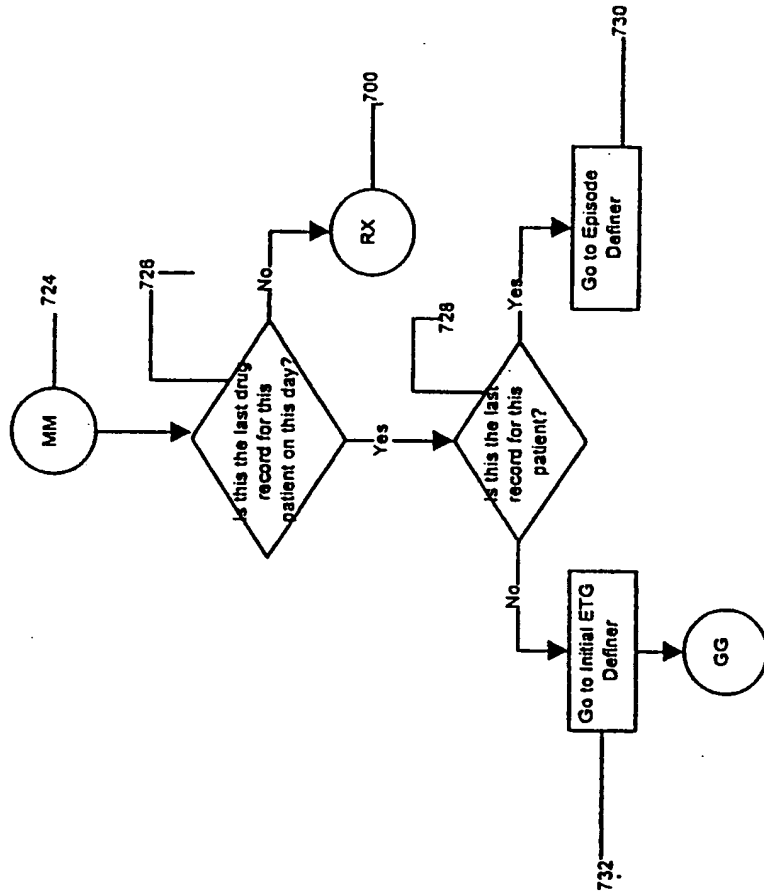 MM
724
Is this the last drug
record for this
patient on this day?
726
No
RX
700
Yes
Is this the last
record for this
patient?
728
Yes
Go to Episode
Definer
730
No
Go to Initial ETG
Definer
732
GG